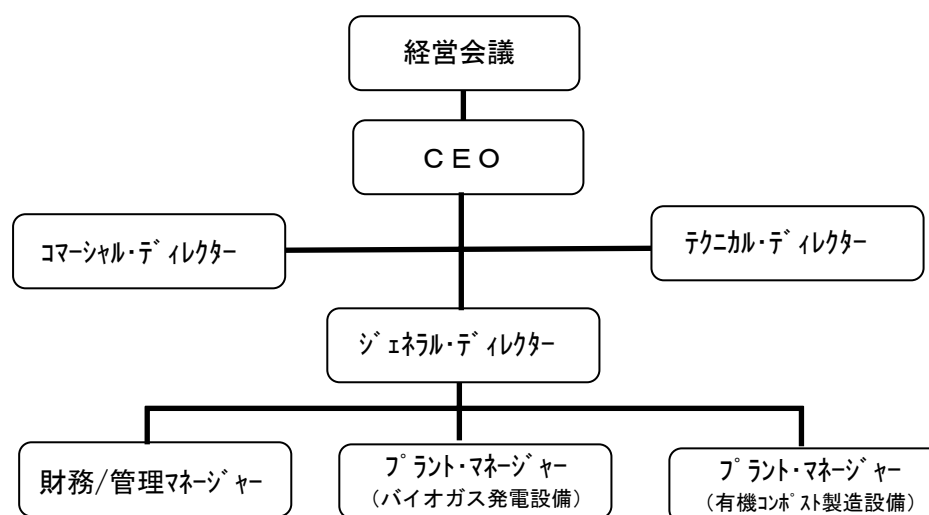 経営会議
ＣＥＯ
コマーシャル・ディレクター
テクニカル・ディレクター
ジェネラル・ディレクター
財務/管理マネージャー
プラント・マネージャー
（バイオガス発電設備）
プラント・マネージャー
（有機コンポスト製造設備）